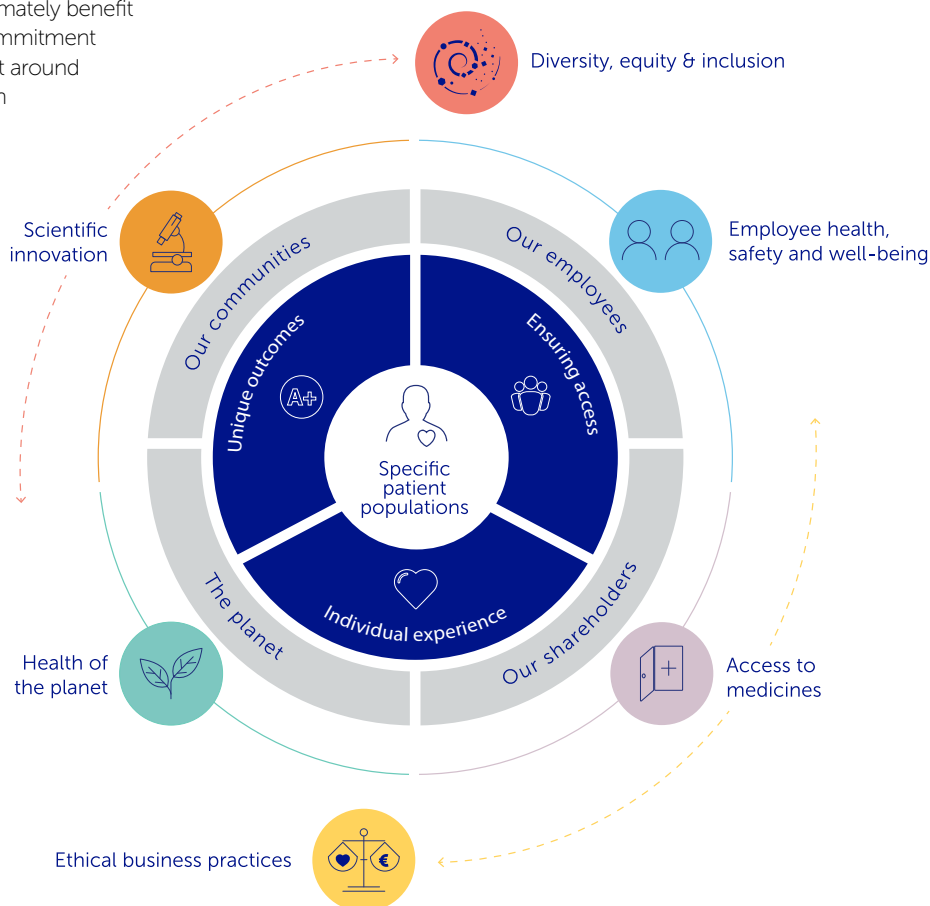 mately benefit
mmitment
t around
n
Diversity, equity & inclusion
Scientific
innovation
Employee health,
safety and well-being
Our communities
Our employees
Unique outcomes
A+
Ensuring access
Specific
patient
populations
Individual experience
The planet
Our shareholders
Health of
the planet
Access to
medicines
Ethical business practices
€